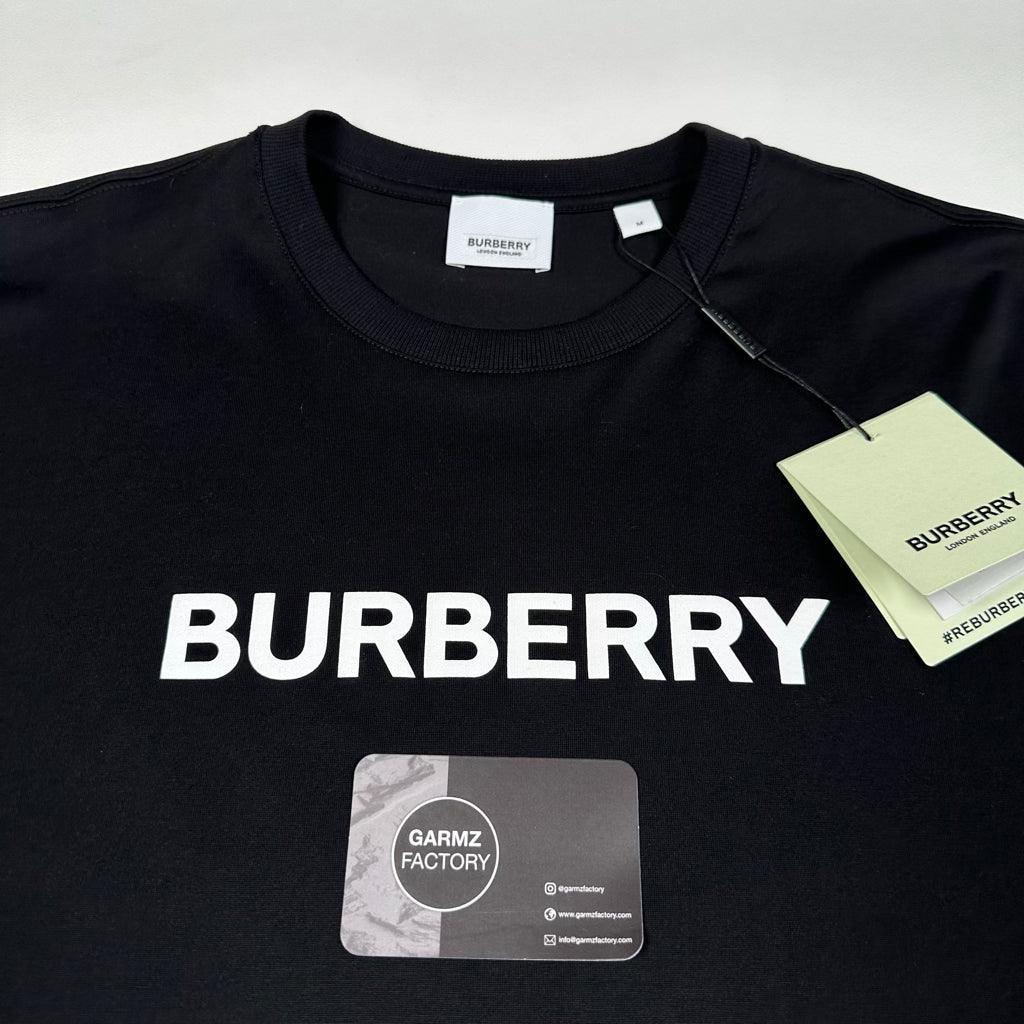 BURBERRY
LONDON ENGLAND
M
BURBERRY
LONDON ENGLAND
#REBURBER
BURBERRY
GARMZ
FACTORY
@garmzfactory
www.garmzfactory.com
info@garmzfactory.com